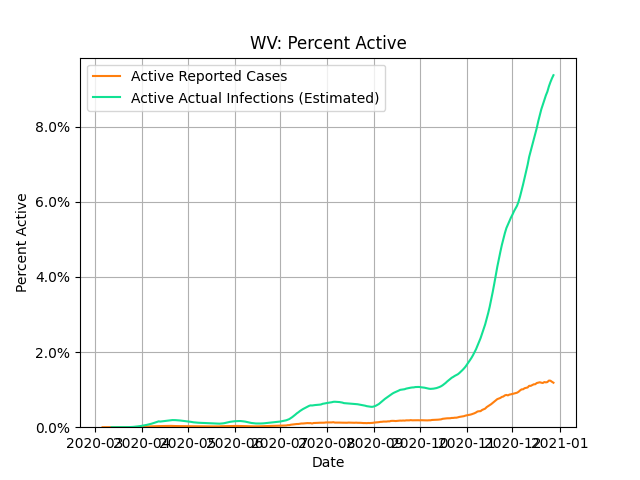 WV: Percent Active
Active Reported Cases
Active Actual Infections (Estimated)
Percent Active
8.0%
6.0%
4.0%
2.0%
0.0%
2020-03 2020-04 2020-05 2020-06 2020-07 2020-08 2020-09 2020-10 2020-11 2020-12 2021-01
Date